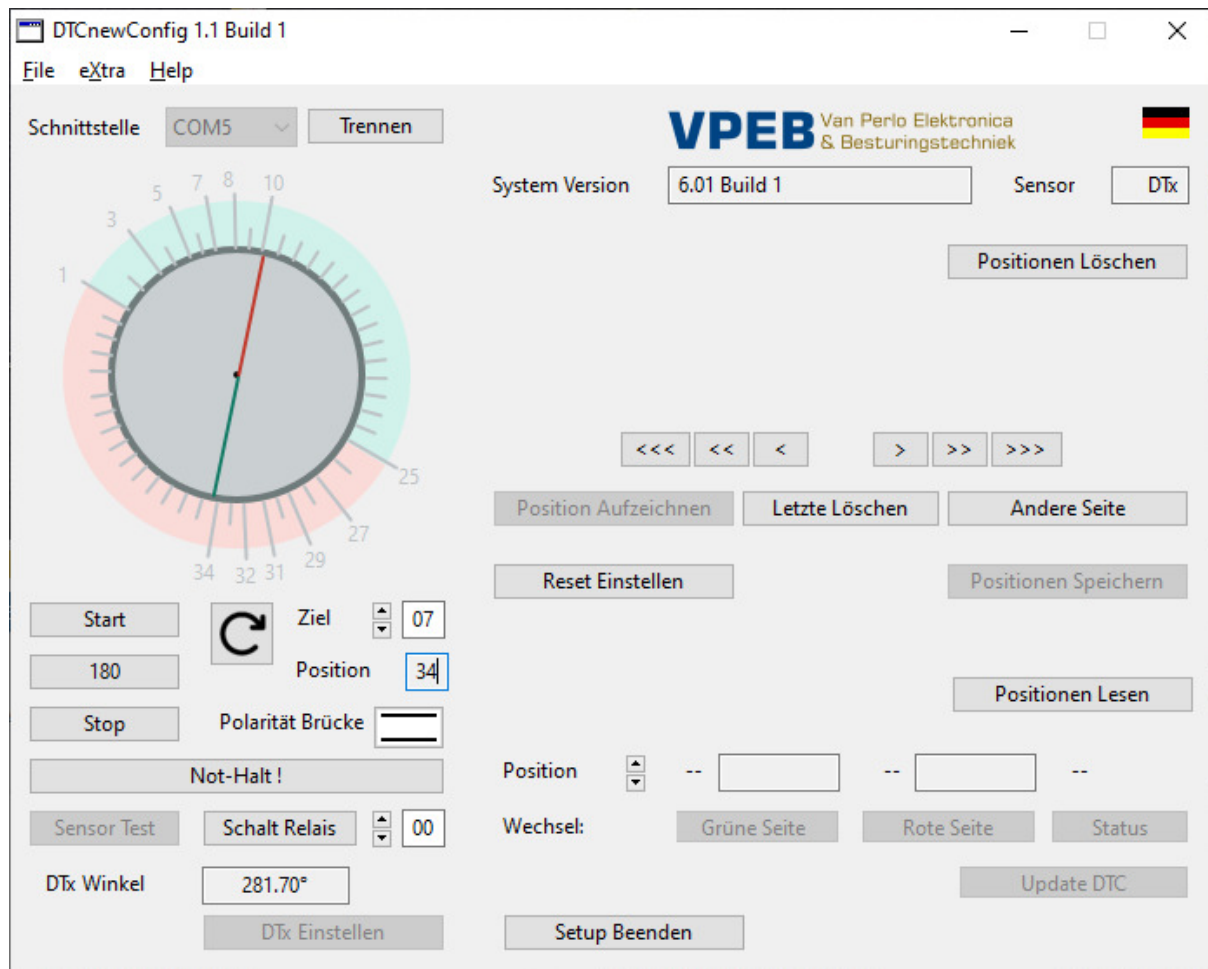 DTCnewConfig 1.1 Build 1
File eXtra Help
Schnittstelle COM5 Trennen
VPEB Van Perlo Elektronica
& Besturingstechniek
System Version 6.01 Build 1 Sensor DTx
1 3 5 7 8 10
25 27 29 31 32 34
Positionen Löschen
<<< << < > >> >>>
Position Aufzeichnen Letzte Löschen Andere Seite
Reset Einstellen Positionen Speichern
Start Ziel 07
180 Position 34
Stop Polarität Brücke
Not-Halt !
Sensor Test Schalt Relais 00
DTx Winkel 281.70°
DTx Einstellen
Positionen Lesen
Position -- -- --
Wechsel: Grüne Seite Rote Seite Status
Update DTC
Setup Beenden